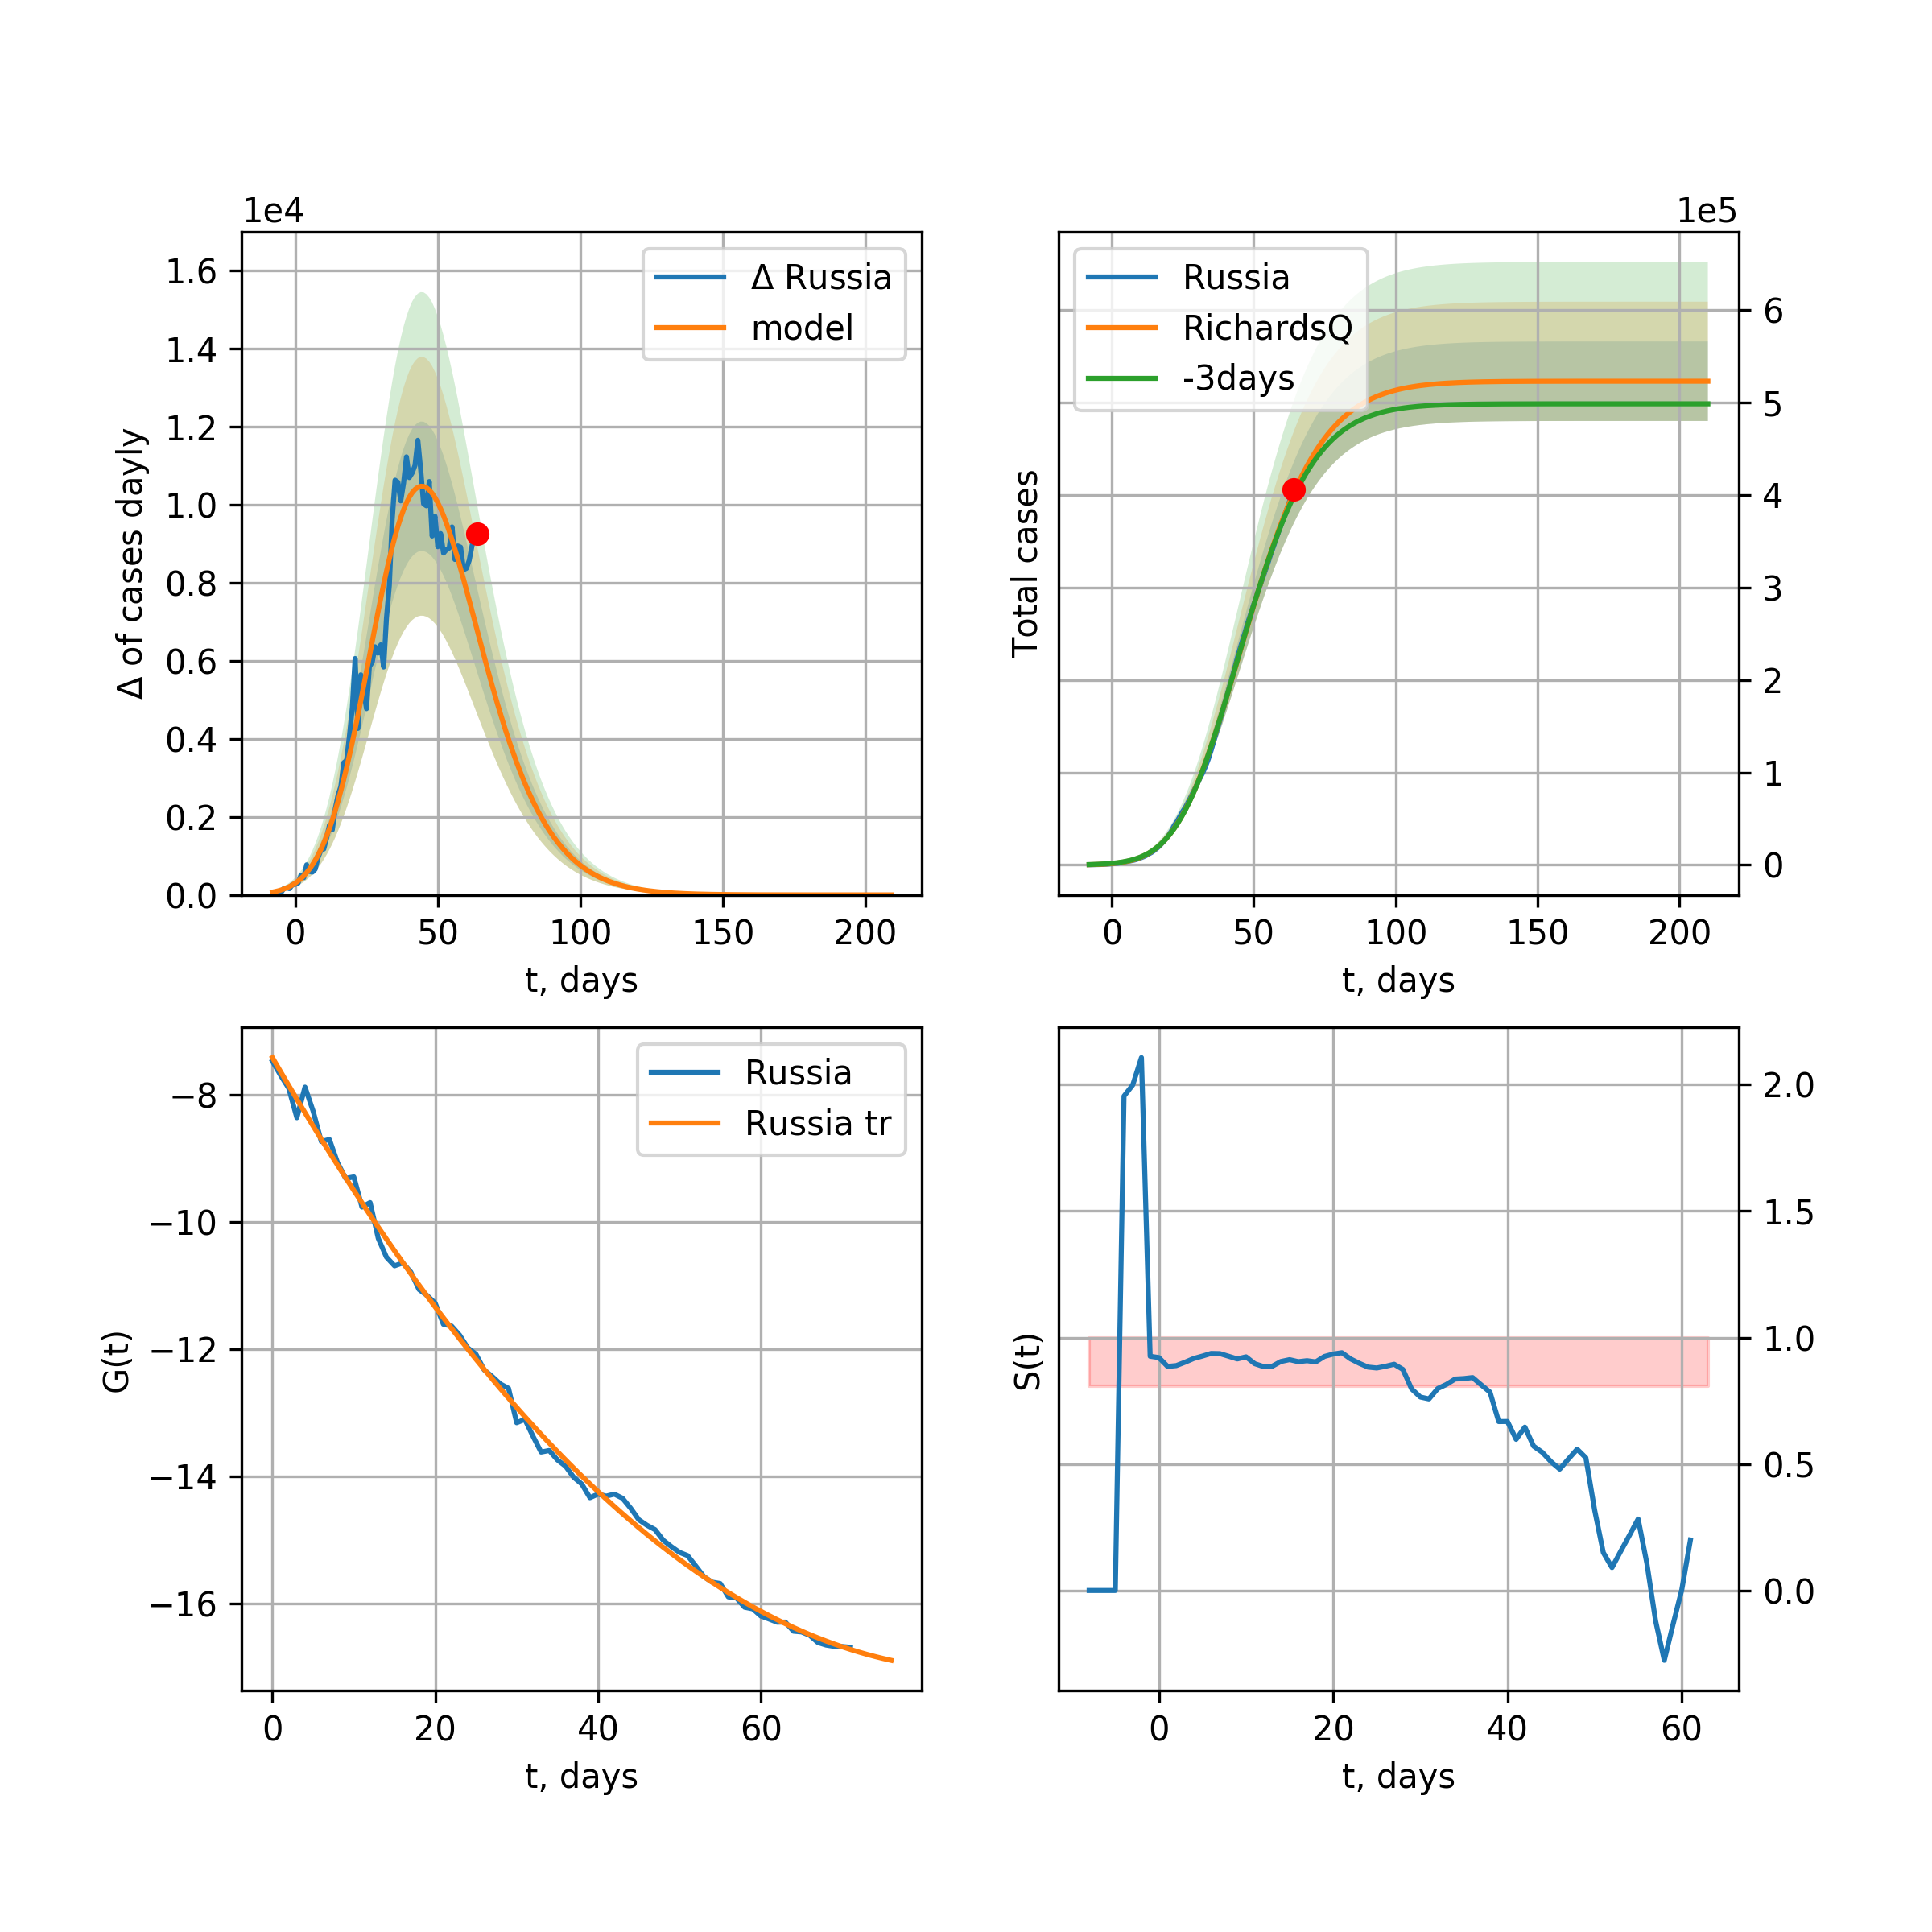 1e4
Δ of cases dayly
1.6
1.4
1.2
1.0
0.8
0.6
0.4
0.2
0.0
Δ Russia
model
0 50 100 150 200
t, days
1e5
Total cases
Russia
RichardsQ
-3days
6
5
4
3
2
1
0
0 50 100 150 200
t, days
G(t)
−8
−10
−12
−14
−16
Russia
Russia tr
0 20 40 60
t, days
S(t)
2.0
1.5
1.0
0.5
0.0
0 20 40 60
t, days